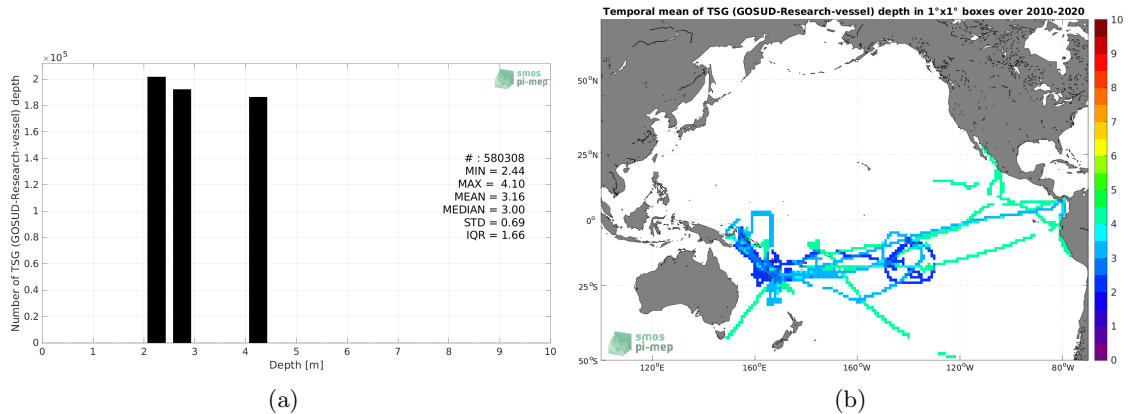 Temporal mean of TSG (GOSUD-Research-vessel) depth in 1°x1° boxes over 2010-2020
×10⁵
Number of TSG (GOSUD-Research-vessel) depth
2
1.8
1.6
1.4
1.2
1
0.8
0.6
0.4
0.2
0
smos
pi-mep
# : 580308
MIN = 2.44
MAX = 4.10
MEAN = 3.16
MEDIAN = 3.00
STD = 0.69
IQR = 1.66
0 1 2 3 4 5 6 7 8 9 10
Depth [m]
50°N
25°N
0°
25°S
50°S
smos
pi-mep
120°E 160°E 160°W 120°W 80°W
10
9
8
7
6
5
4
3
2
1
0
(a)
(b)